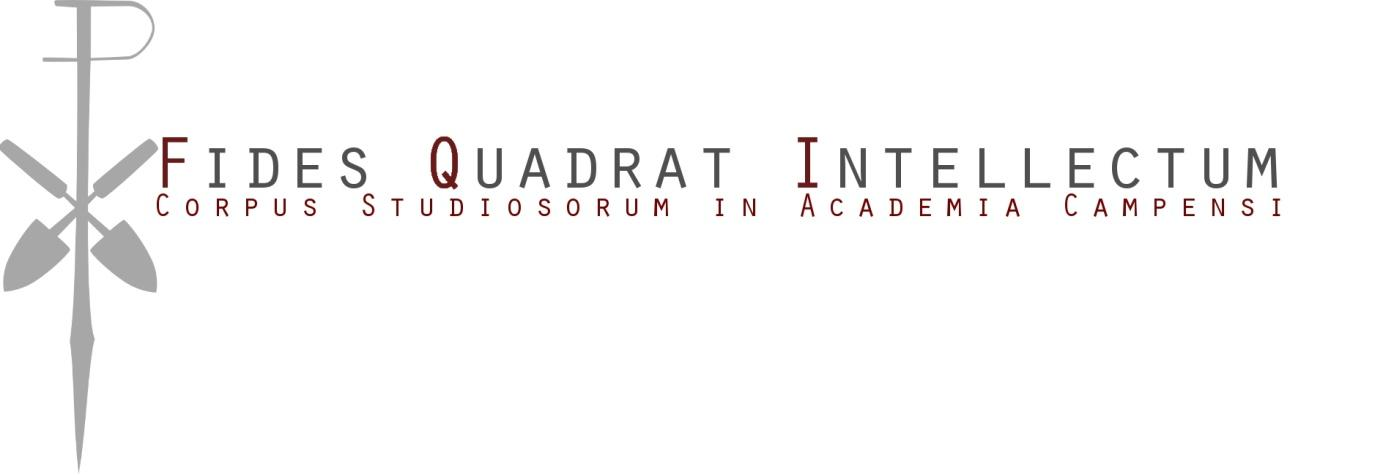 Fides Quadrat Intellectum
Corpus Studiosorum in Academia Campensi